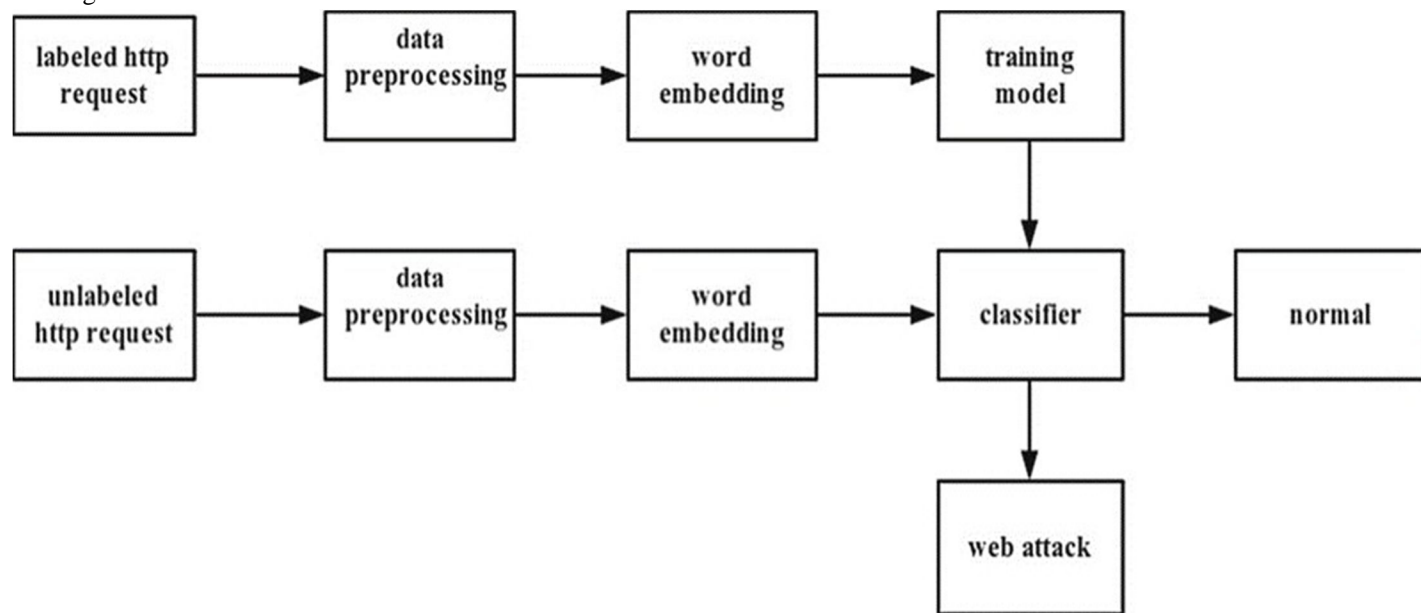 labeled http
request
data
preprocessing
word
embedding
training
model
unlabeled
http request
data
preprocessing
word
embedding
classifier
normal
web attack